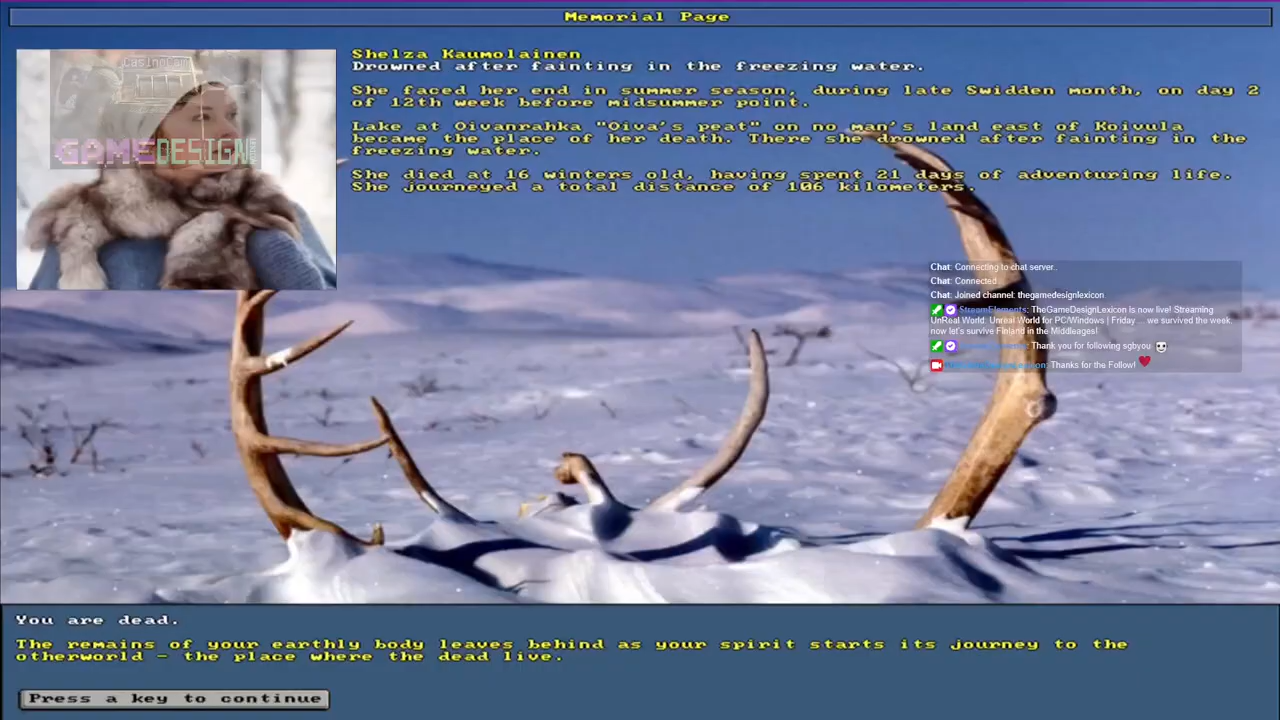 Memorial Page
CasinoCam
GAMEDESIGN
Shelza Kaumolainen
Drowned after fainting in the freezing water.
She faced her end in summer season, during late Swidden month, on day 2
of 12th week before midsummer point.
Lake at Oivanrahka "Oiva's peat" on no man's land east of Koivula
became the place of her death. There she drowned after fainting in the
freezing water.
She died at 16 winters old, having spent 21 days of adventuring life.
She journeyed a total distance of 106 kilometers.
Chat: Connecting to chat server..
Chat: Connected
Chat: Joined channel: thegamedesignlexicon
StreamElements: TheGameDesignLexicon is now live! Streaming
UnReal World: Unreal World for PC/Windows | Friday ... we survived the week.
now let's survive Finland in the Middleages!
Thank you for following sgbyou
Thanks for the Follow!
You are dead.
The remains of your earthly body leaves behind as your spirit starts its journey to the
otherworld - the place where the dead live.
Press a key to continue